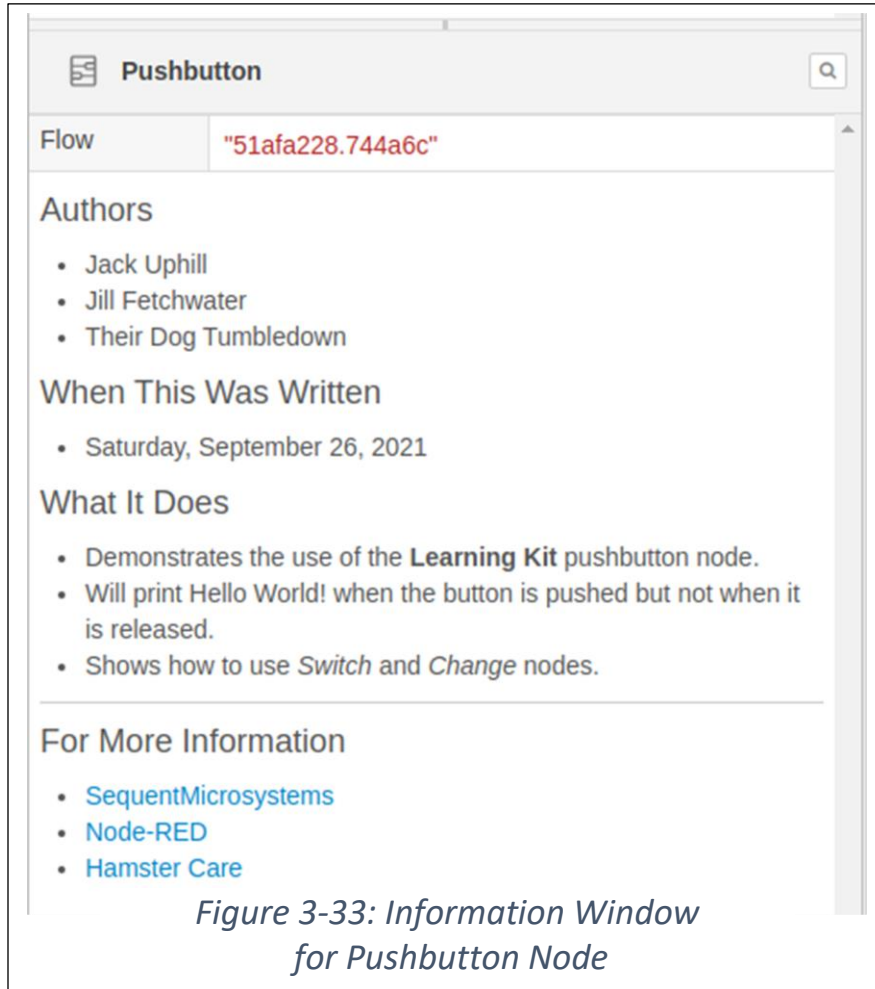 Pushbutton
Flow "51afa228.744a6c"
Authors
• Jack Uphill
• Jill Fetchwater
• Their Dog Tumbledown
When This Was Written
• Saturday, September 26, 2021
What It Does
• Demonstrates the use of the Learning Kit pushbutton node.
• Will print Hello World! when the button is pushed but not when it
is released.
• Shows how to use Switch and Change nodes.
For More Information
• SequentMicrosystems
• Node-RED
• Hamster Care
Figure 3-33: Information Window
for Pushbutton Node